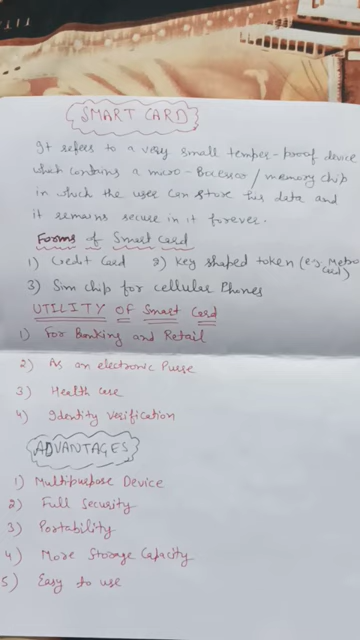 SMART CARD
It refers to a very small temper-proof device
which contains a micro- / memory chip
in which the user can store his data and
it remains secure in it forever.
Forms of Smart card
1) Credit card 2) Key shaped token (eg. Metro card)
3) Sim chip for cellular Phones
UTILITY OF Smart Card
1) For Banking and Retail
2) As an electronic Purse
3) Health care
4) Identity verification
ADVANTAGES
1) Multipurpose Device
2) Full Security
3) Portability
4) More Storage Capacity
5) Easy to use